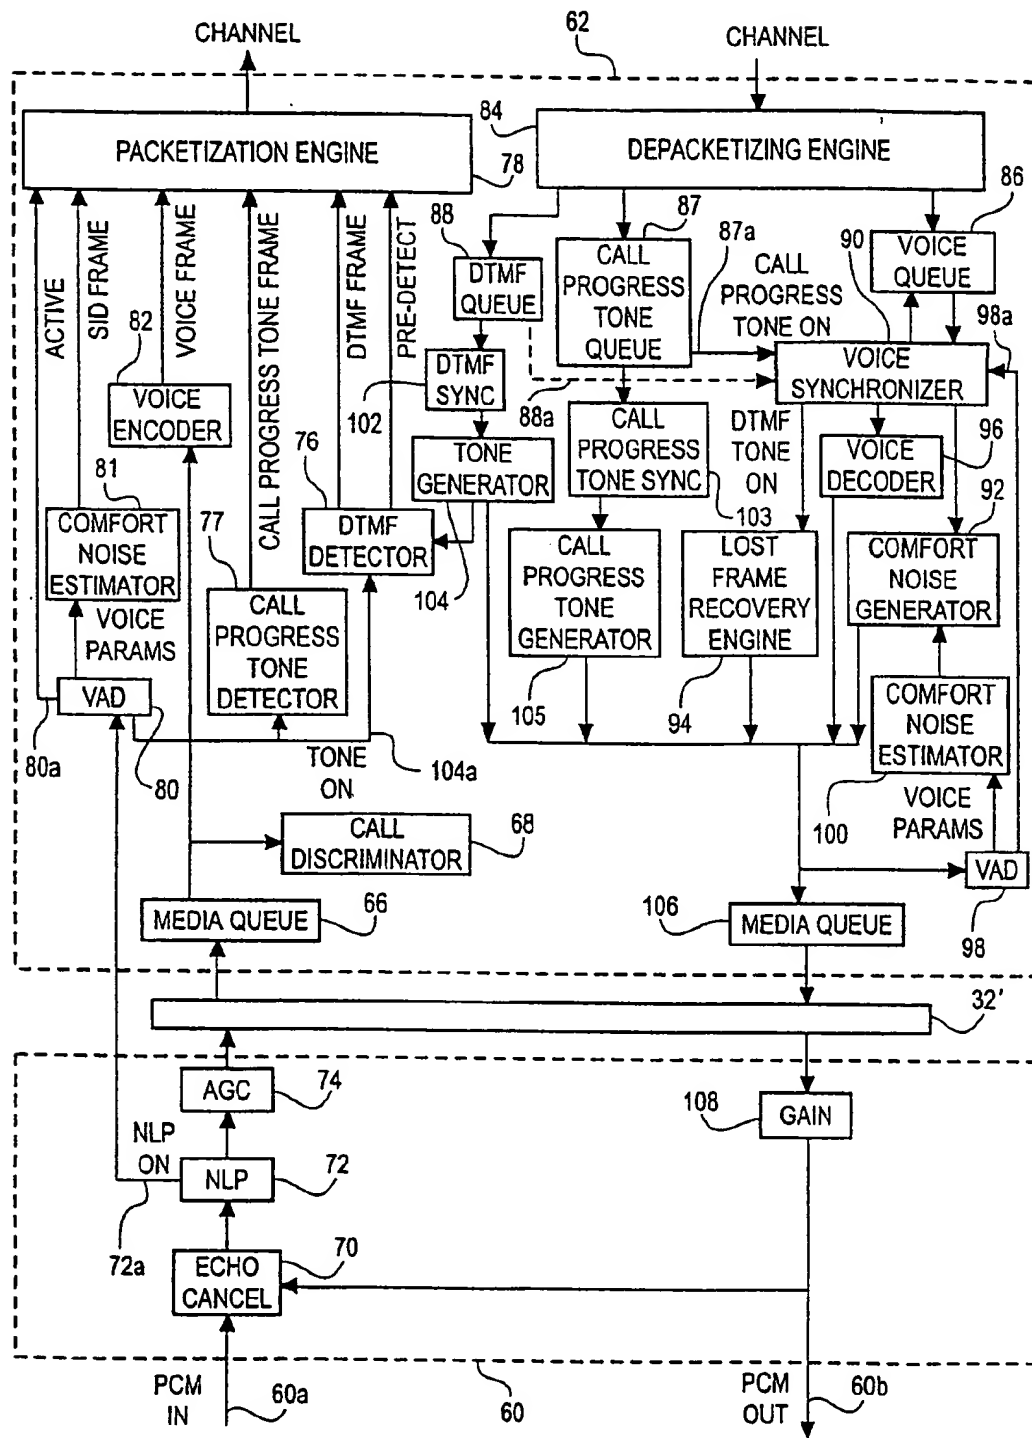 CHANNEL
62
CHANNEL
84
PACKETIZATION ENGINE
78
DEPACKETIZING ENGINE
86
ACTIVE
SID FRAME
VOICE FRAME
CALL PROGRESS TONE FRAME
DTMF FRAME
PRE-DETECT
88
DTMF
QUEUE
87
CALL
PROGRESS
TONE
QUEUE
87a
CALL
PROGRESS
TONE ON
90
VOICE
QUEUE
98a
82
VOICE
ENCODER
DTMF
SYNC
102
88a
VOICE
SYNCHRONIZER
CALL
PROGRESS
TONE SYNC
103
DTMF
TONE
ON
VOICE
DECODER
96
81
COMFORT
NOISE
ESTIMATOR
VOICE
PARAMS
77
CALL
PROGRESS
TONE
DETECTOR
76
DTMF
DETECTOR
TONE
GENERATOR
104
CALL
PROGRESS
TONE
GENERATOR
105
LOST
FRAME
RECOVERY
ENGINE
94
92
COMFORT
NOISE
GENERATOR
VAD
80a
80
TONE
ON
104a
COMFORT
NOISE
ESTIMATOR
100
VOICE
PARAMS
CALL
DISCRIMINATOR
68
VAD
98
MEDIA QUEUE
66
106
MEDIA QUEUE
32'
AGC
74
108
GAIN
NLP
ON
NLP
72
72a
70
ECHO
CANCEL
PCM
IN
60a
60
PCM
OUT
60b